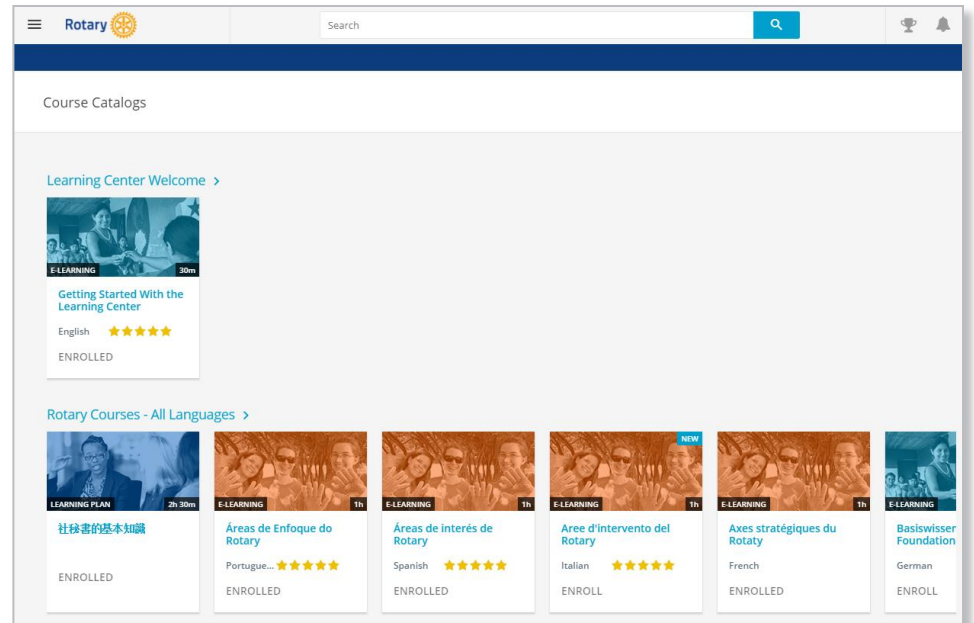 Rotary
Search
Course Catalogs
Learning Center Welcome >
E-LEARNING 30m
Getting Started With the
Learning Center
English
ENROLLED
Rotary Courses - All Languages >
LEARNING PLAN 2h 30m
社秘書的基本知識
ENROLLED
E-LEARNING 1h
Áreas de Enfoque do
Rotary
Portugue...
ENROLLED
E-LEARNING 1h
Áreas de interés de
Rotary
Spanish
ENROLLED
NEW
E-LEARNING 1h
Aree d'intervento del
Rotary
Italian
ENROLL
E-LEARNING 1h
Axes stratégiques du
Rotaty
French
ENROLLED
E-LEARNING
Basiswisser
Foundation
German
ENROLL